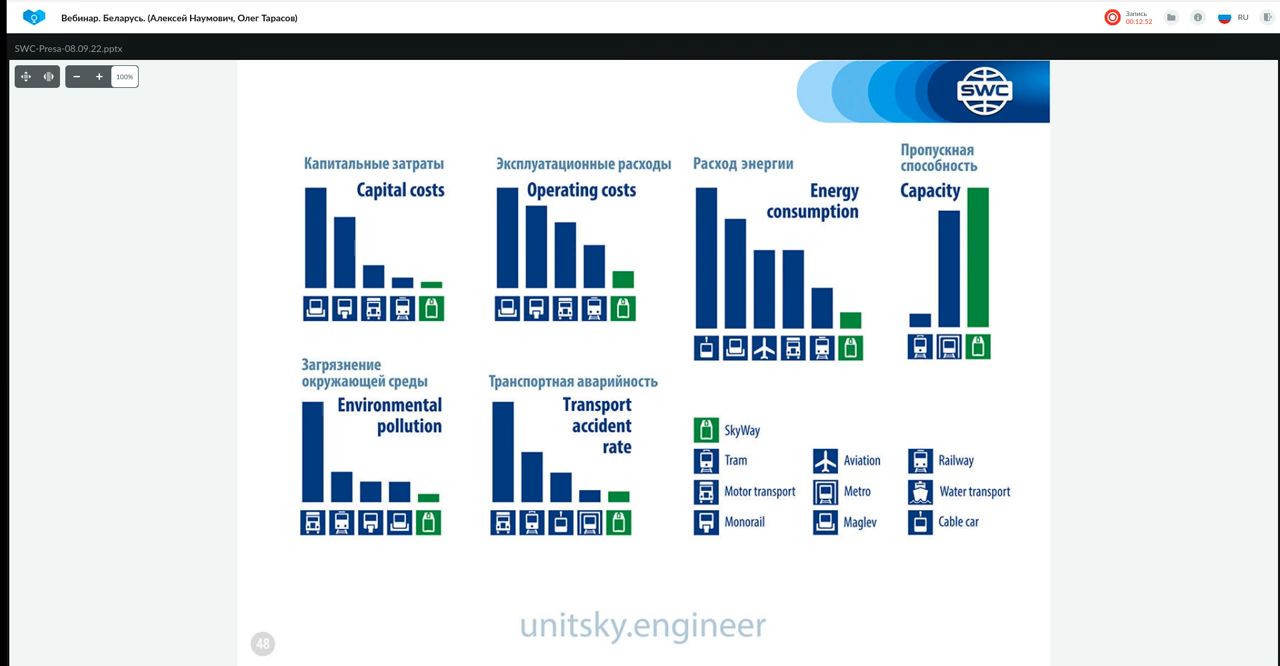 Вебинар. Беларусь. (Алексей Наумович, Олег Тарасов)
Запись
00:12:52
RU
SWC-Presa-08.09.22.pptx
100%
SWC
Капитальные затраты
Capital costs
Эксплуатационные расходы
Operating costs
Расход энергии
Energy
consumption
Пропускная
способность
Capacity
Загрязнение
окружающей среды
Environmental
pollution
Транспортная аварийность
Transport
accident
rate
SkyWay
Tram
Aviation
Railway
Motor transport
Metro
Water transport
Monorail
Maglev
Cable car
unitsky.engineer
48